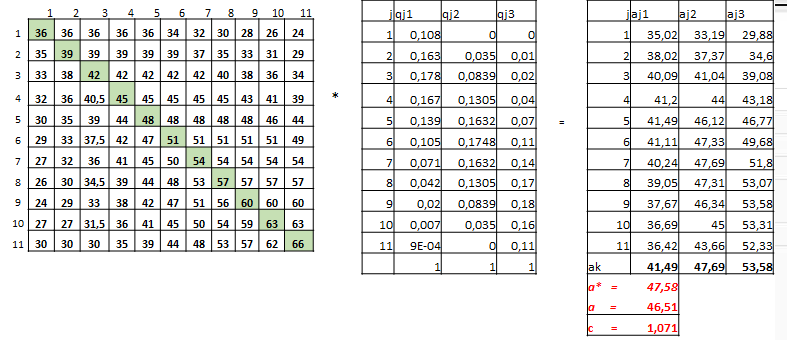 1 2 3 4 5 6 7 8 9 10 11 j qj1 qj2 qj3 j aj1 aj2 aj3
1 36 36 36 36 36 34 32 30 28 26 24 1 0,108 0 0 1 35,02 33,19 29,88
2 35 39 39 39 39 39 37 35 33 31 29 2 0,163 0,035 0,01 2 38,02 37,37 34,6
3 33 38 42 42 42 42 42 40 38 36 34 3 0,178 0,0839 0,02 3 40,09 41,04 39,08
4 32 36 40,5 45 45 45 45 45 43 41 39 * 4 0,167 0,1305 0,04 4 41,2 44 43,18
5 30 35 39 44 48 48 48 48 48 46 44 5 0,139 0,1632 0,07 = 5 41,49 46,12 46,77
6 29 33 37,5 42 47 51 51 51 51 51 49 6 0,105 0,1748 0,11 6 41,11 47,33 49,68
7 27 32 36 41 45 50 54 54 54 54 54 7 0,071 0,1632 0,14 7 40,24 47,69 51,8
8 26 30 34,5 39 44 48 53 57 57 57 57 8 0,042 0,1305 0,17 8 39,05 47,31 53,07
9 24 29 33 38 42 47 51 56 60 60 60 9 0,02 0,0839 0,18 9 37,67 46,34 53,58
10 27 27 31,5 36 41 45 50 54 59 63 63 10 0,007 0,035 0,16 10 36,69 45 53,31
11 30 30 30 35 39 44 48 53 57 62 66 11 9E-04 0 0,11 11 36,42 43,66 52,33
1 1 1 ak 41,49 47,69 53,58
a* = 47,58
a = 46,51
c = 1,071